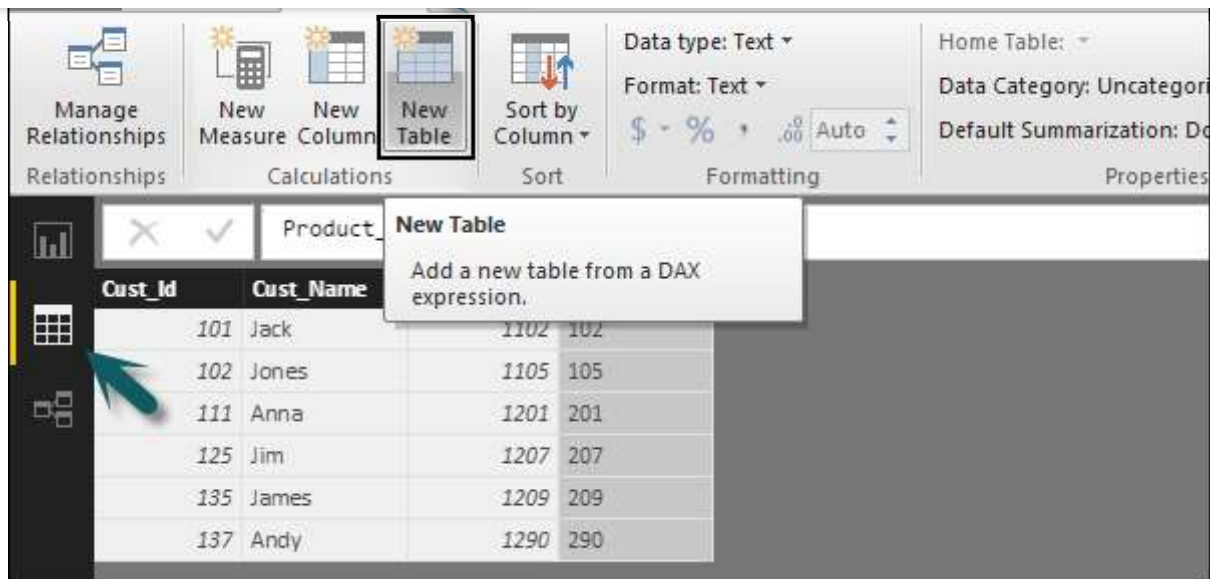 Manage Relationships
New Measure
New Column
New Table
Sort by Column
Data type: Text
Format: Text
$ % , .00 Auto
Home Table:
Data Category: Uncategori
Default Summarization: Do
Relationships
Calculations
Sort
Formatting
Properties
Product_
New Table
Add a new table from a DAX
expression.
Cust_Id Cust_Name
101 Jack 1102 102
102 Jones 1105 105
111 Anna 1201 201
125 Jim 1207 207
135 James 1209 209
137 Andy 1290 290